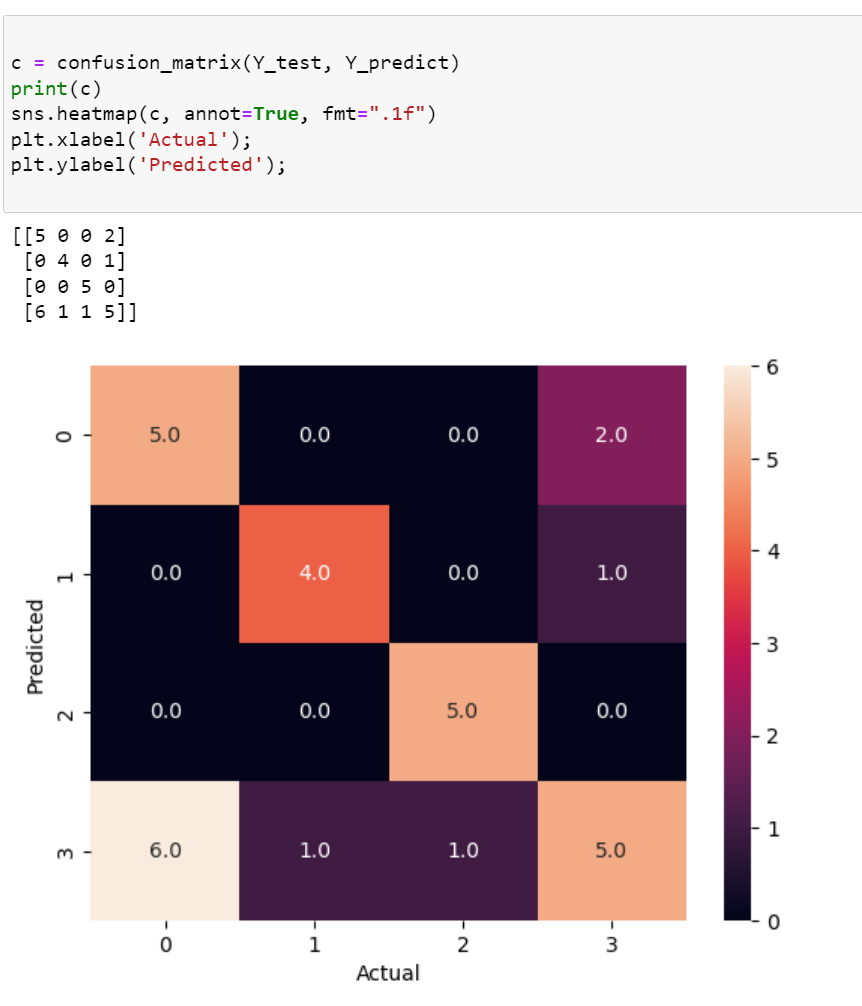 c = confusion_matrix(Y_test, Y_predict)
print(c)
sns.heatmap(c, annot=True, fmt=".1f")
plt.xlabel('Actual');
plt.ylabel('Predicted');
[[5 0 0 2]
 [0 4 0 1]
 [0 0 5 0]
 [6 1 1 5]]
Predicted
0 5.0 0.0 0.0 2.0
1 0.0 4.0 0.0 1.0
2 0.0 0.0 5.0 0.0
3 6.0 1.0 1.0 5.0
0 1 2 3
Actual
6
5
4
3
2
1
0